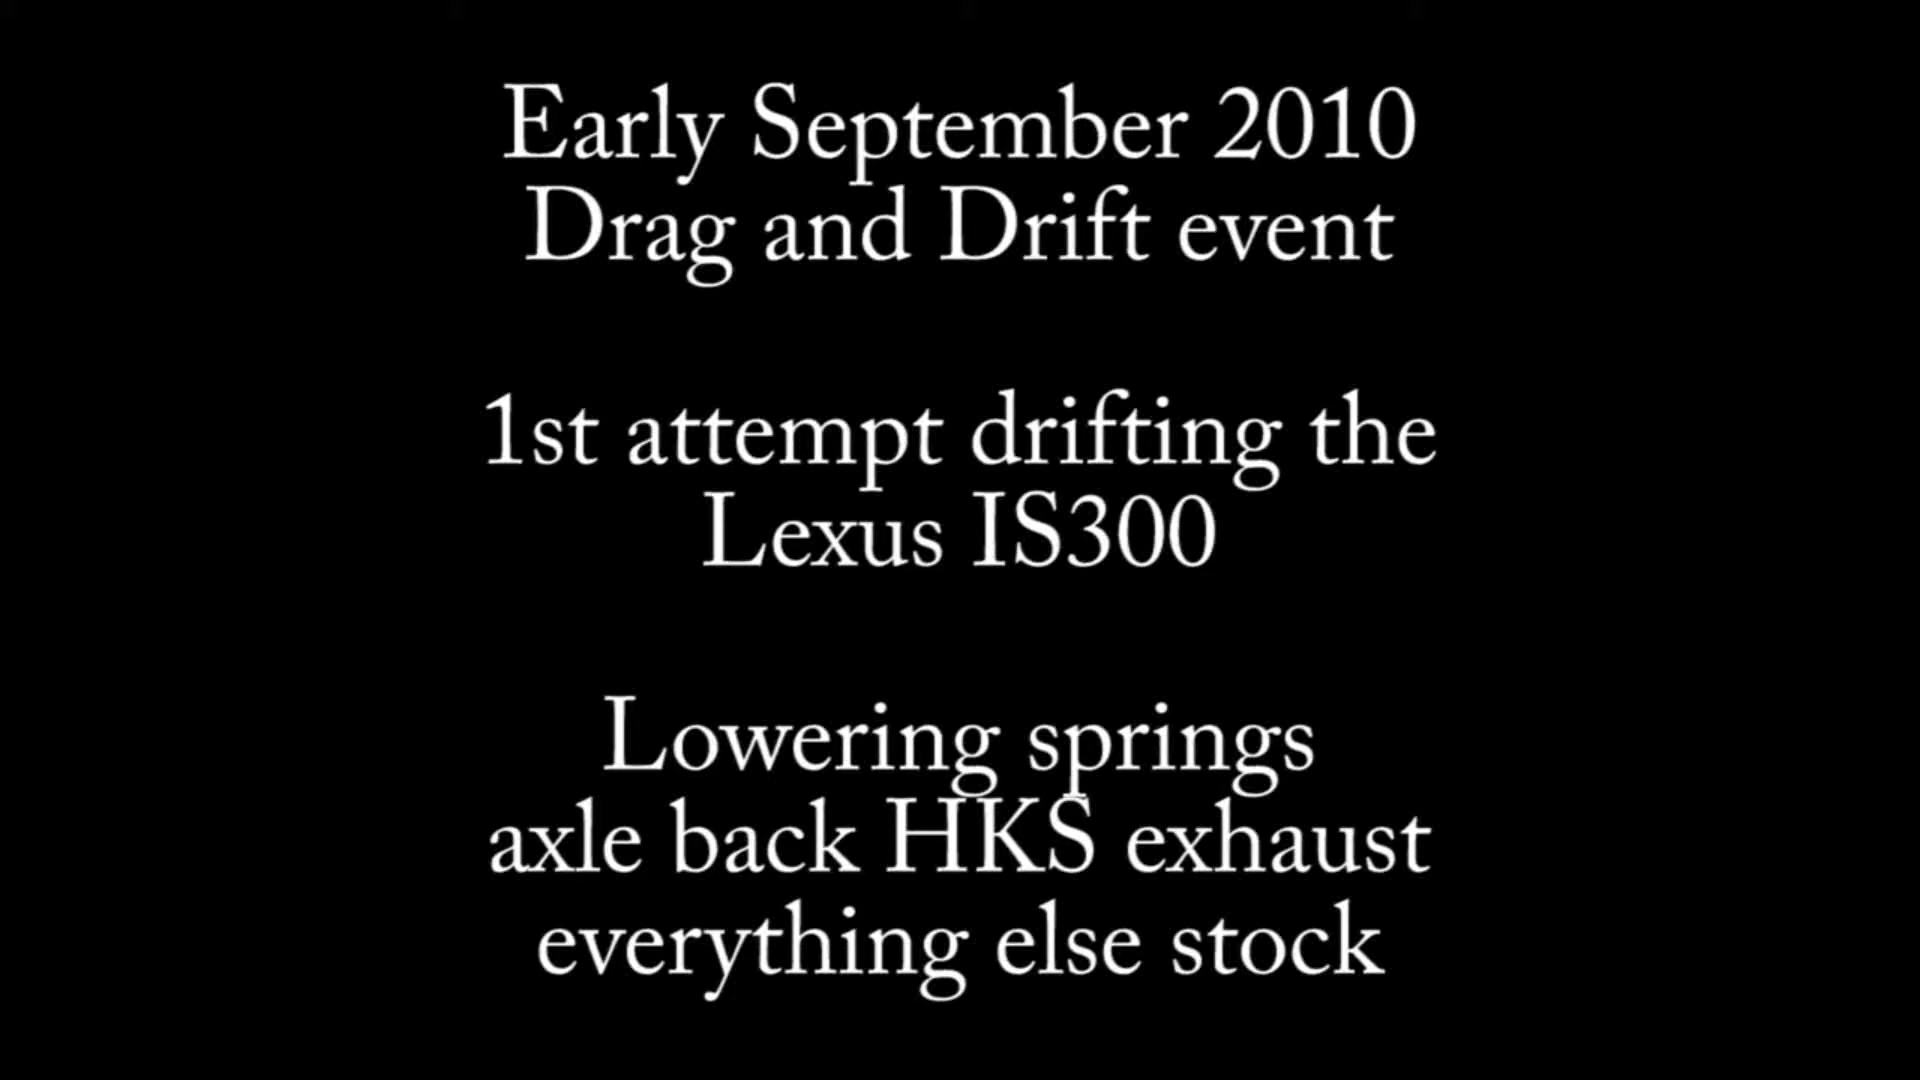 Early September 2010
Drag and Drift event
1st attempt drifting the
Lexus IS300
Lowering springs
axle back HKS exhaust
everything else stock